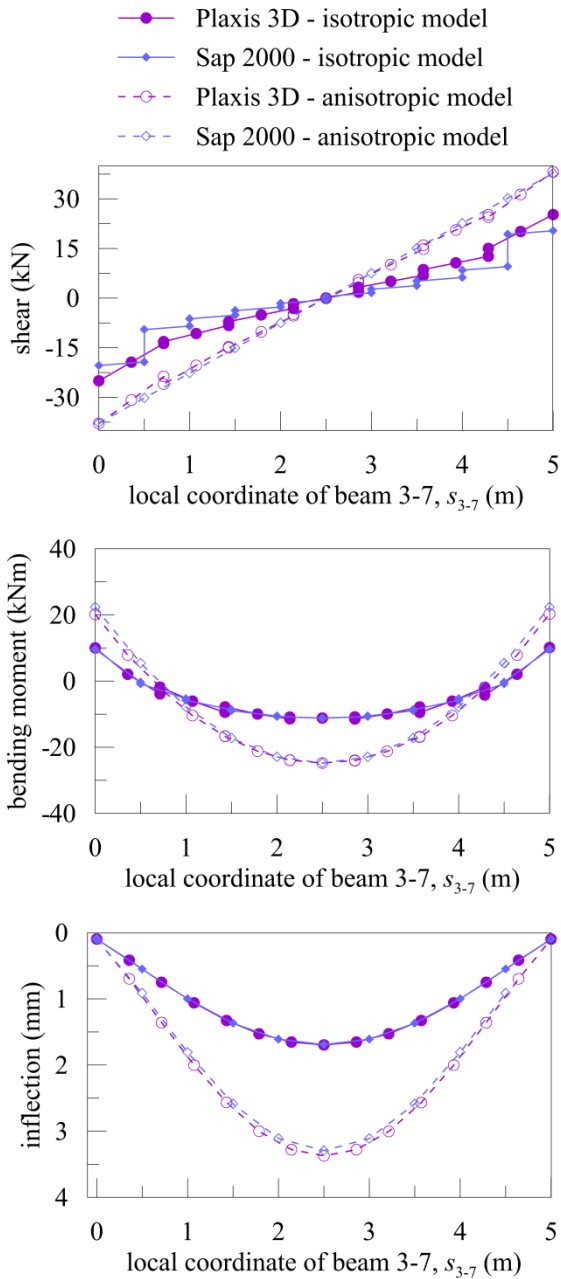 Plaxis 3D - isotropic model
Sap 2000 - isotropic model
Plaxis 3D - anisotropic model
Sap 2000 - anisotropic model
shear (kN)
30
15
0
-15
-30
0 1 2 3 4 5
local coordinate of beam 3-7, s3-7 (m)
bending moment (kNm)
40
20
0
-20
-40
0 1 2 3 4 5
local coordinate of beam 3-7, s3-7 (m)
inflection (mm)
0
1
2
3
4
0 1 2 3 4 5
local coordinate of beam 3-7, s3-7 (m)